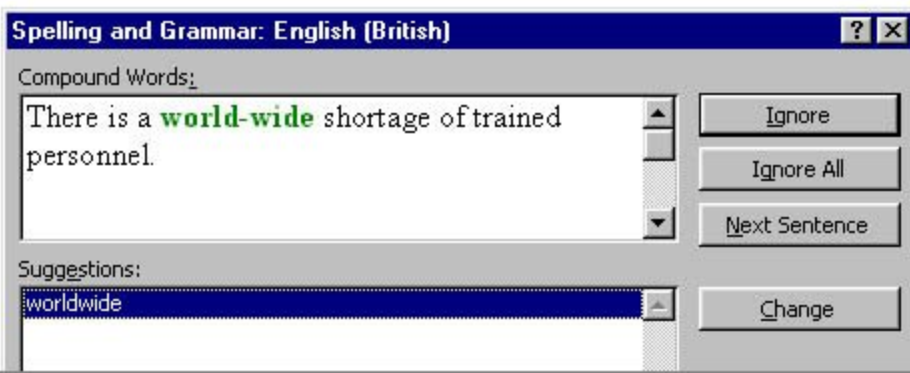 Spelling and Grammar: English (British)
Compound Words:
There is a world-wide shortage of trained
personnel.
Ignore
Ignore All
Next Sentence
Suggestions:
worldwide
Change